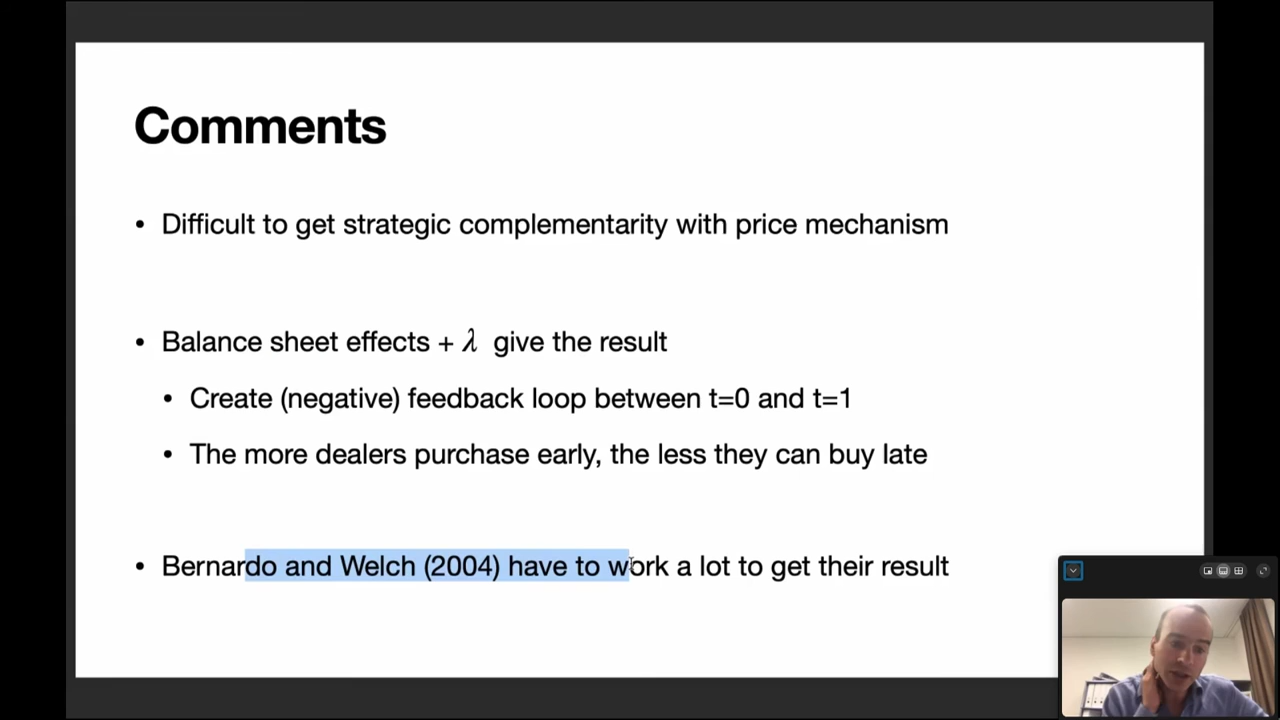 Comments
• Difficult to get strategic complementarity with price mechanism
• Balance sheet effects + λ give the result
• Create (negative) feedback loop between t=0 and t=1
• The more dealers purchase early, the less they can buy late
• Bernardo and Welch (2004) have to work a lot to get their result